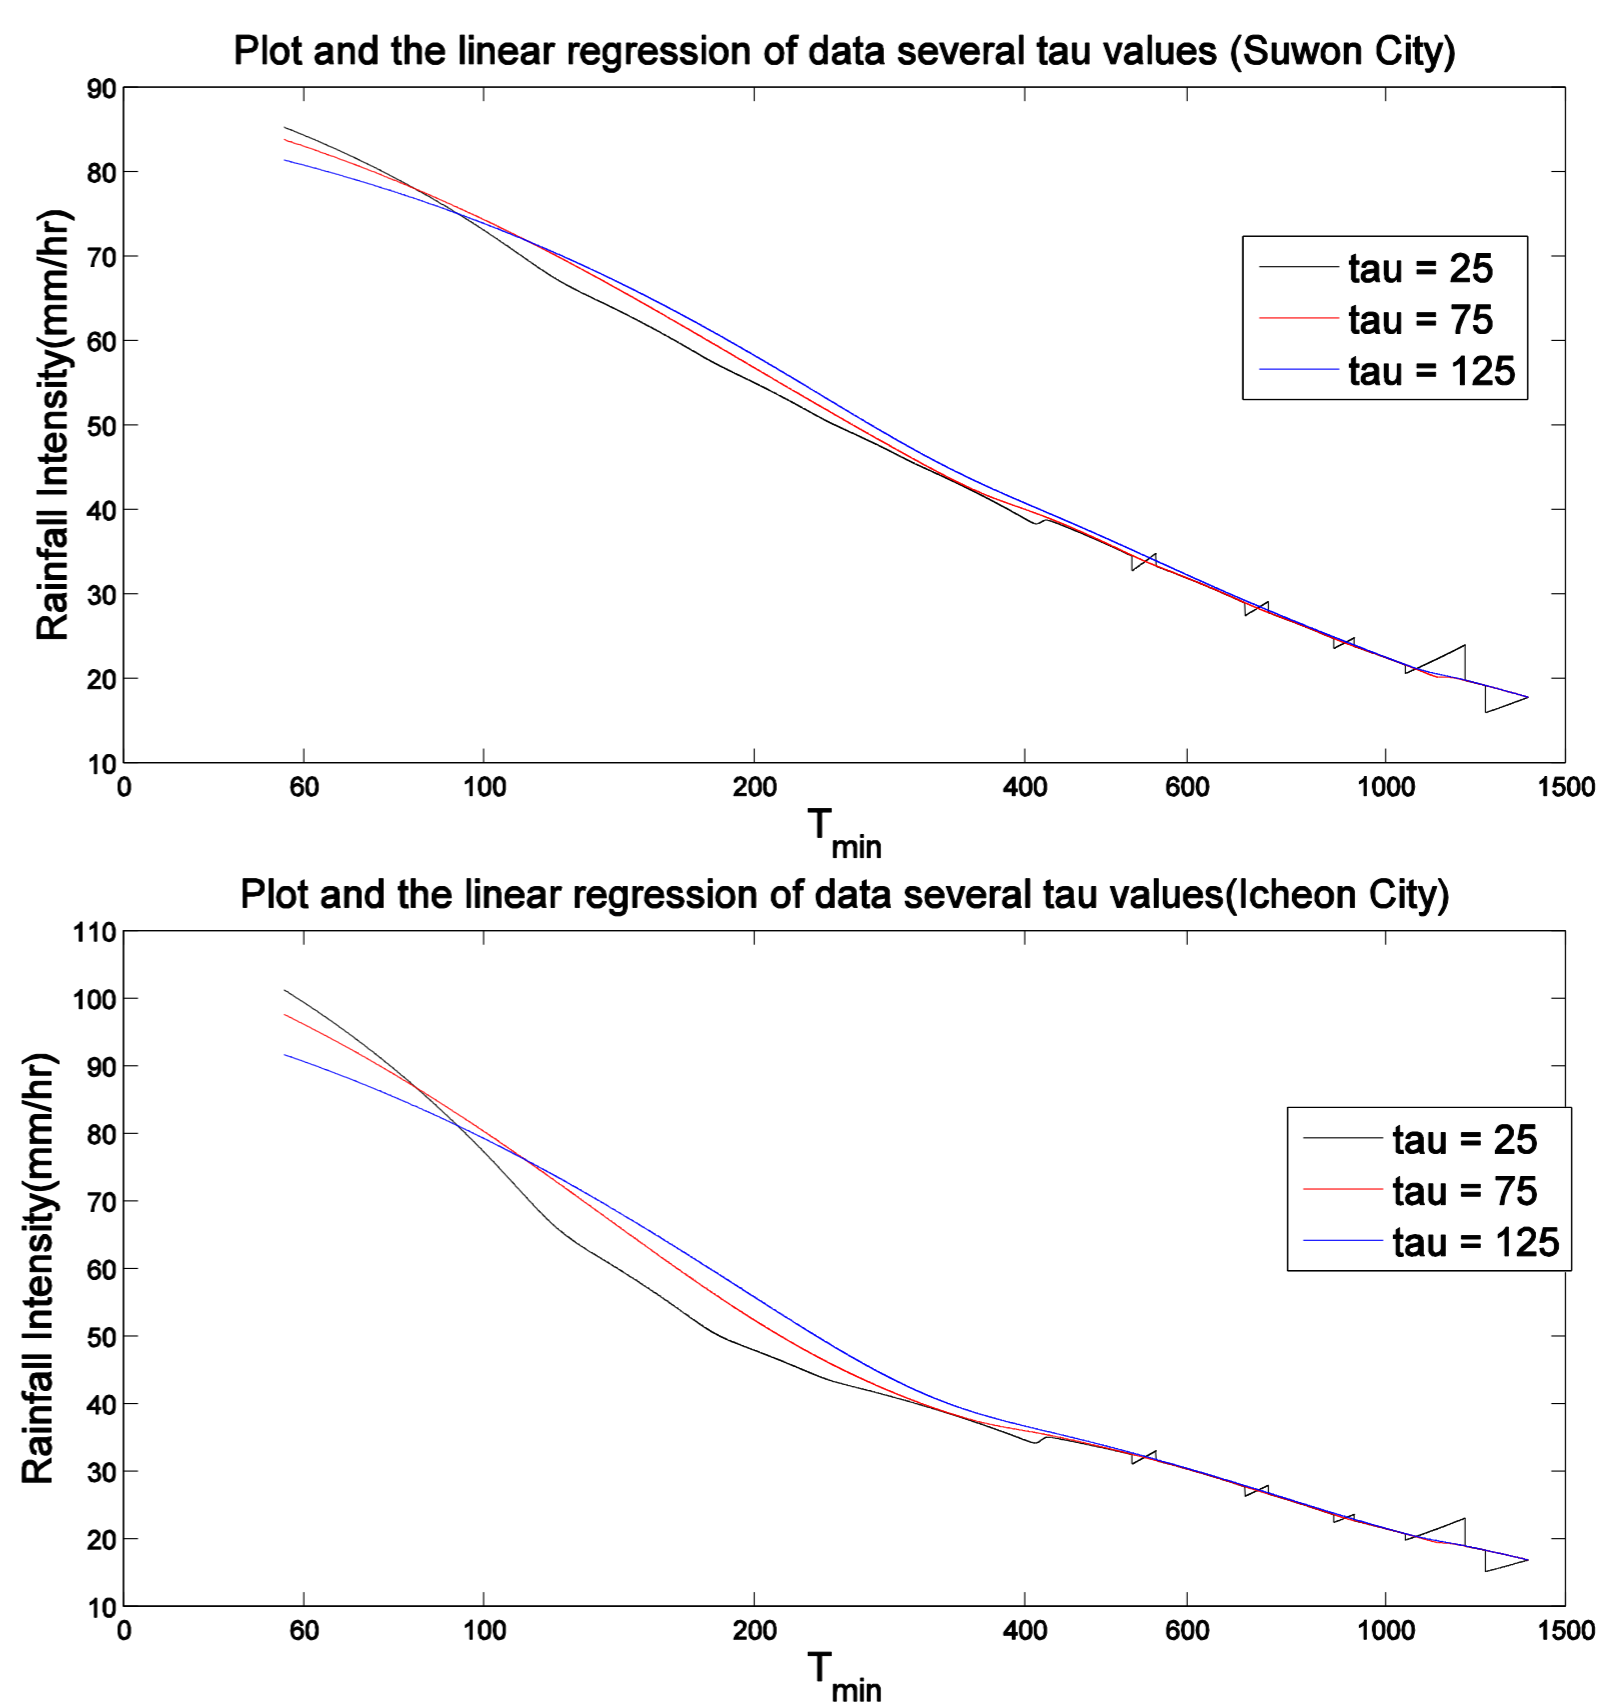 Plot and the linear regression of data several tau values (Suwon City)
90
80
70
60
50
40
30
20
10
Rainfall Intensity(mm/hr)
tau = 25
tau = 75
tau = 125
0 60 100 200 400 600 1000 1500
T_min
Plot and the linear regression of data several tau values(Icheon City)
110
100
90
80
70
60
50
40
30
20
10
Rainfall Intensity(mm/hr)
tau = 25
tau = 75
tau = 125
0 60 100 200 400 600 1000 1500
T_min